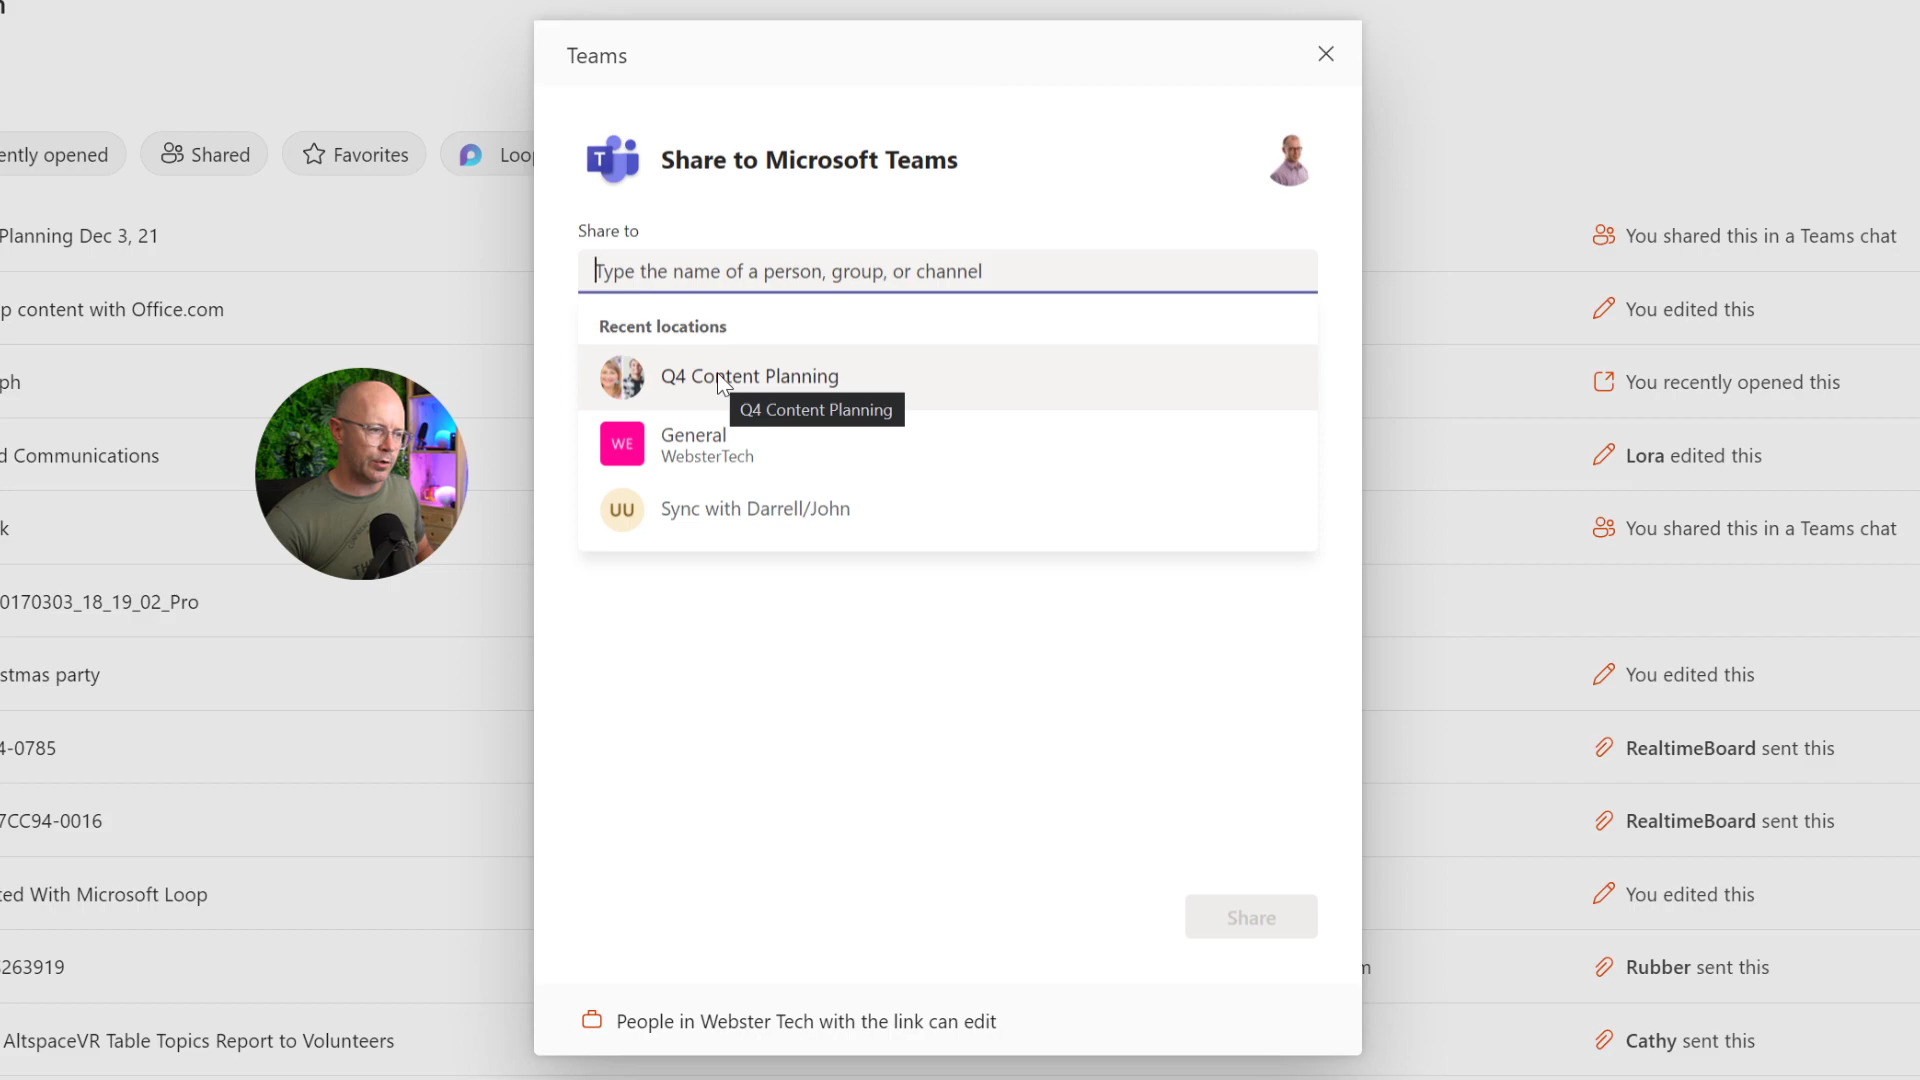 Teams
T
Share to Microsoft Teams
Share to
Type the name of a person, group, or channel
Recent locations
Q4 Content Planning
Q4 Content Planning
WE
General
WebsterTech
UU
Sync with Darrell/John
Share
People in Webster Tech with the link can edit
ently opened
Shared
Favorites
Loop
Planning Dec 3, 21
You shared this in a Teams chat
p content with Office.com
You edited this
ph
You recently opened this
d Communications
Lora edited this
k
You shared this in a Teams chat
0170303_18_19_02_Pro
stmas party
You edited this
4-0785
RealtimeBoard sent this
7CC94-0016
RealtimeBoard sent this
ted With Microsoft Loop
You edited this
263919
m
Rubber sent this
AltspaceVR Table Topics Report to Volunteers
Cathy sent this